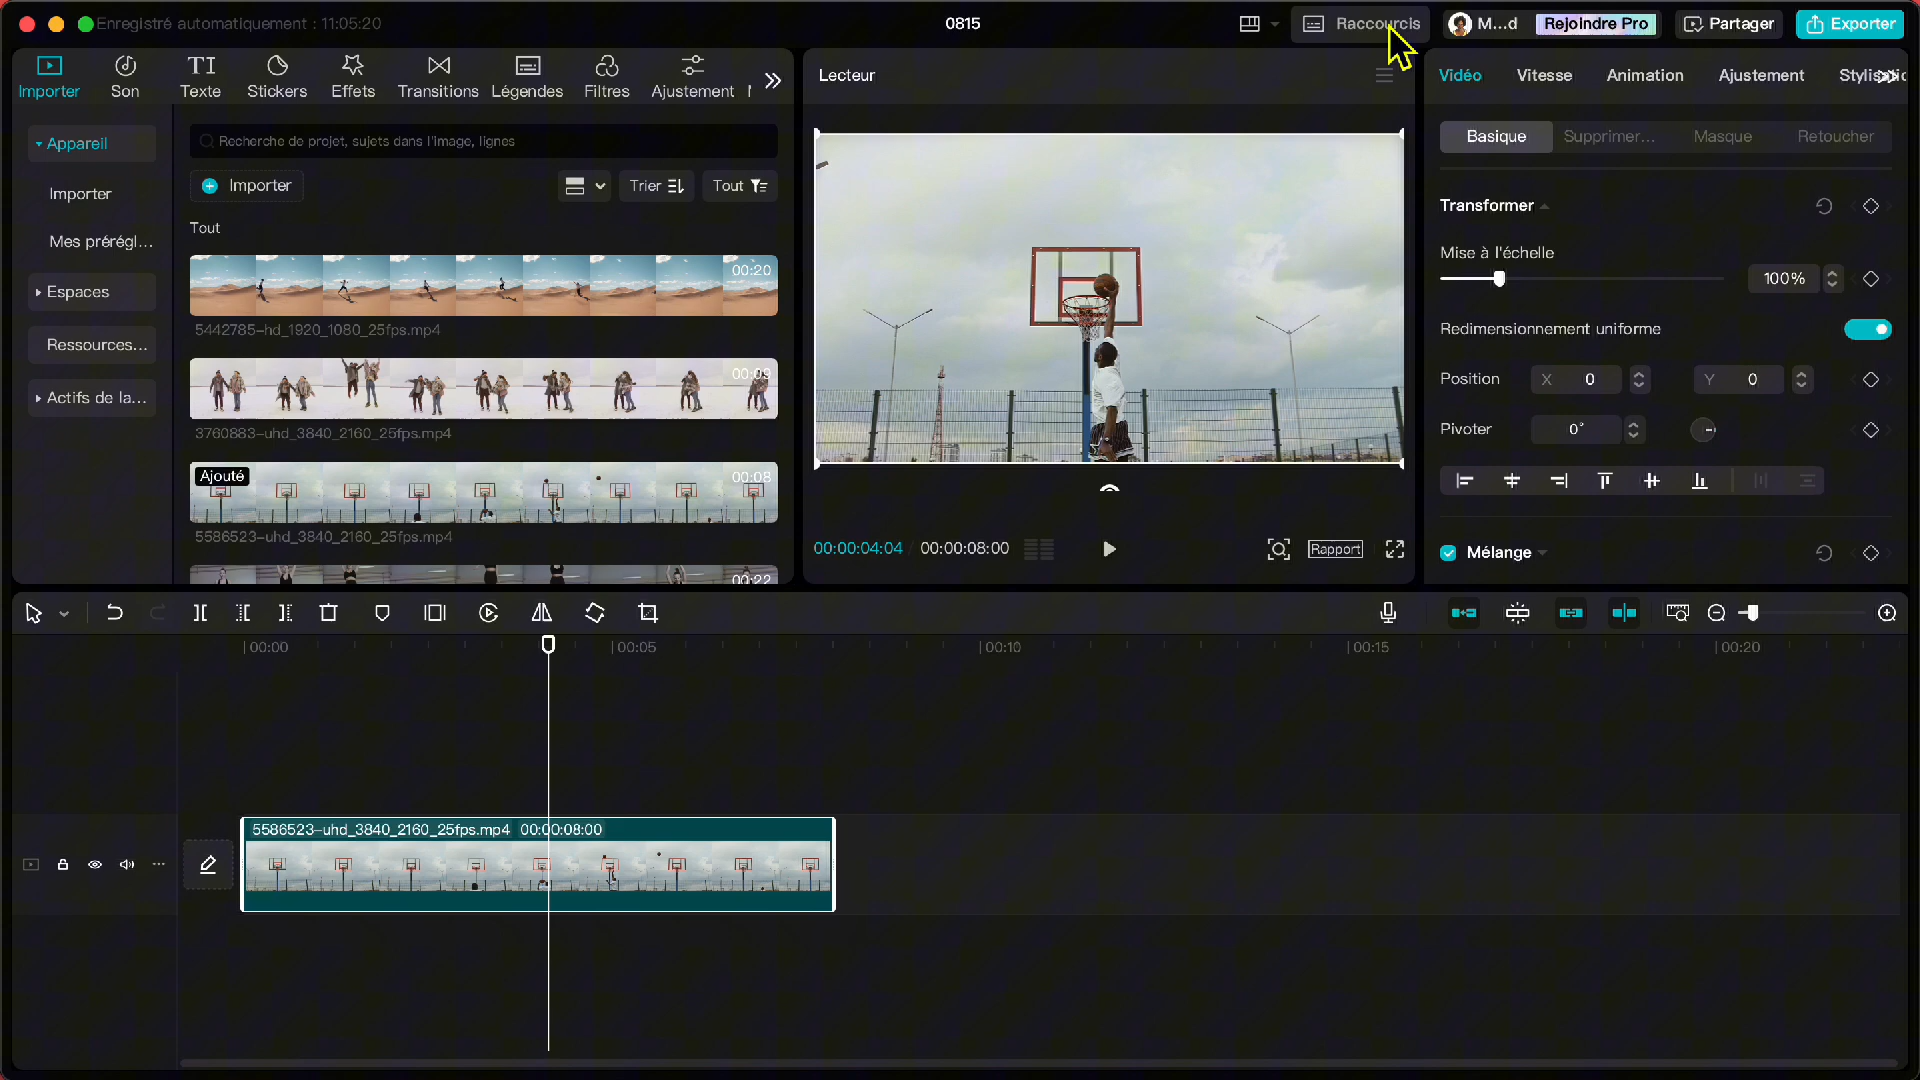 Enregistré automatiquement : 11:05:20
0815
Raccourcis
M...d
Rejoindre Pro
Partager
Exporter
Importer
Son
Texte
Stickers
Effets
Transitions
Légendes
Filtres
Ajustement
Appareil
Importer
Mes prérégl...
Espaces
Ressources...
Actifs de la...
Recherche de projet, sujets dans l'image, lignes
Importer
Trier
Tout
Tout
00:20
5442785-hd_1920_1080_25fps.mp4
00:09
3760883-uhd_3840_2160_25fps.mp4
Ajouté
00:08
5586523-uhd_3840_2160_25fps.mp4
00:22
Lecteur
00:00:04:04 / 00:00:08:00
Rapport
Vidéo
Vitesse
Animation
Ajustement
Basique
Supprimer...
Masque
Retoucher
Transformer
Mise à l'échelle
100%
Redimensionnement uniforme
Position
X 0
Y 0
Pivoter
0°
Mélange
00:00
00:05
00:10
00:15
00:20
5586523-uhd_3840_2160_25fps.mp4 00:00:08:00